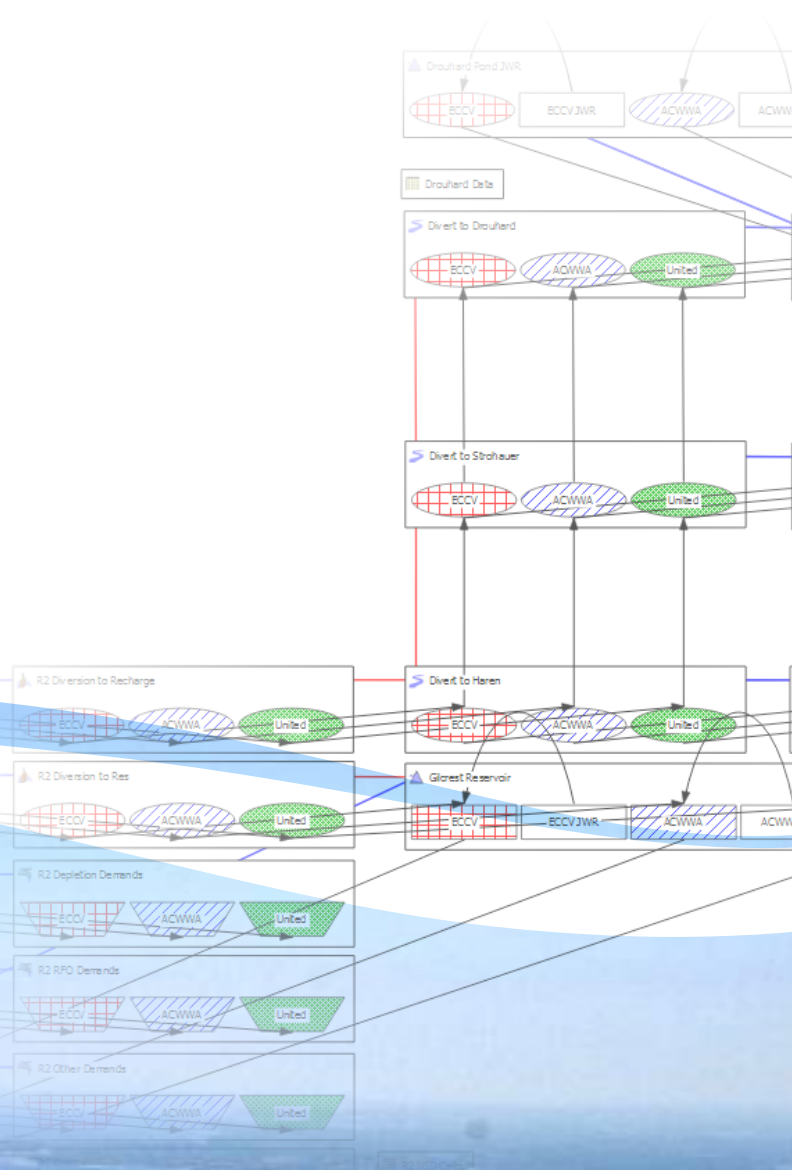 Drouhard Pond JWR
ECCV ECCV JWR ACWWA ACWW
Drouhard Data
Divert to Drouhard
ECCV ACWWA United
Divert to Strohauer
ECCV ACWWA United
R2 Diversion to Recharge
ECCV ACWWA United
Divert to Haren
ECCV ACWWA United
R2 Diversion to Res
ECCV ACWWA United
Gilcrest Reservoir
ECCV ECCV JWR ACWWA ACWW
R2 Depletion Demands
ECCV ACWWA United
R2 RFO Demands
ECCV ACWWA United
R2 Other Demands
ECCV ACWWA United